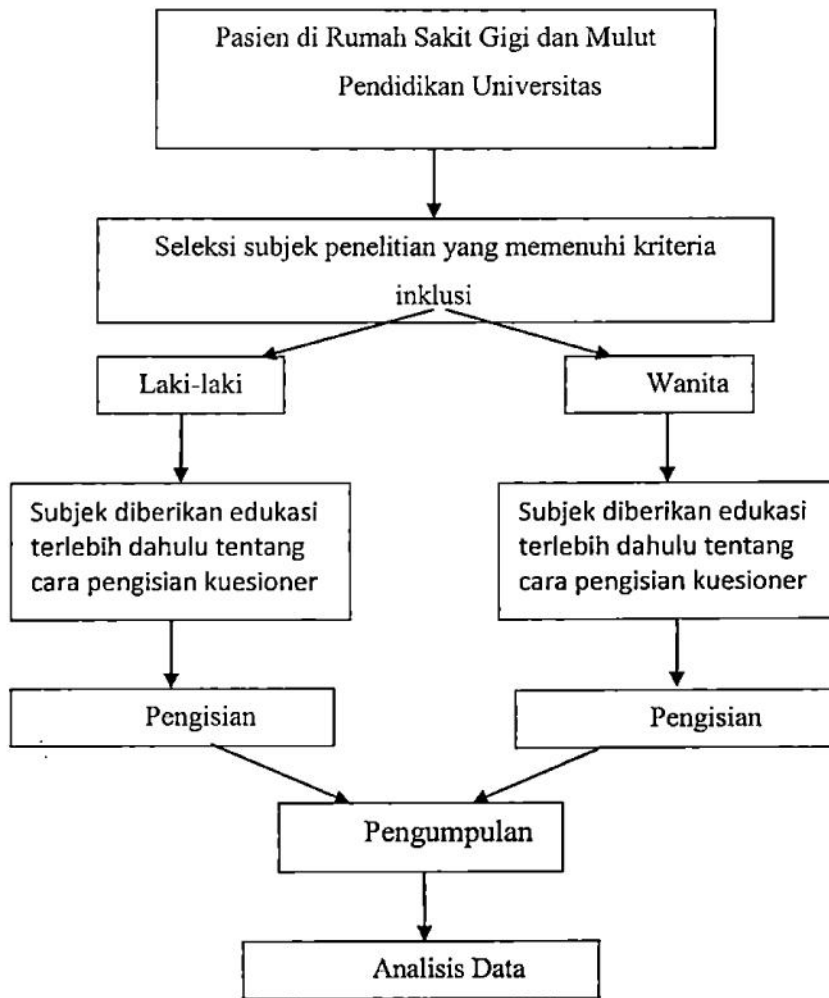 Pasien di Rumah Sakit Gigi dan Mulut
Pendidikan Universitas
Seleksi subjek penelitian yang memenuhi kriteria
inklusi
Laki-laki
Wanita
Subjek diberikan edukasi
terlebih dahulu tentang
cara pengisian kuesioner
Subjek diberikan edukasi
terlebih dahulu tentang
cara pengisian kuesioner
Pengisian
Pengisian
Pengumpulan
Analisis Data